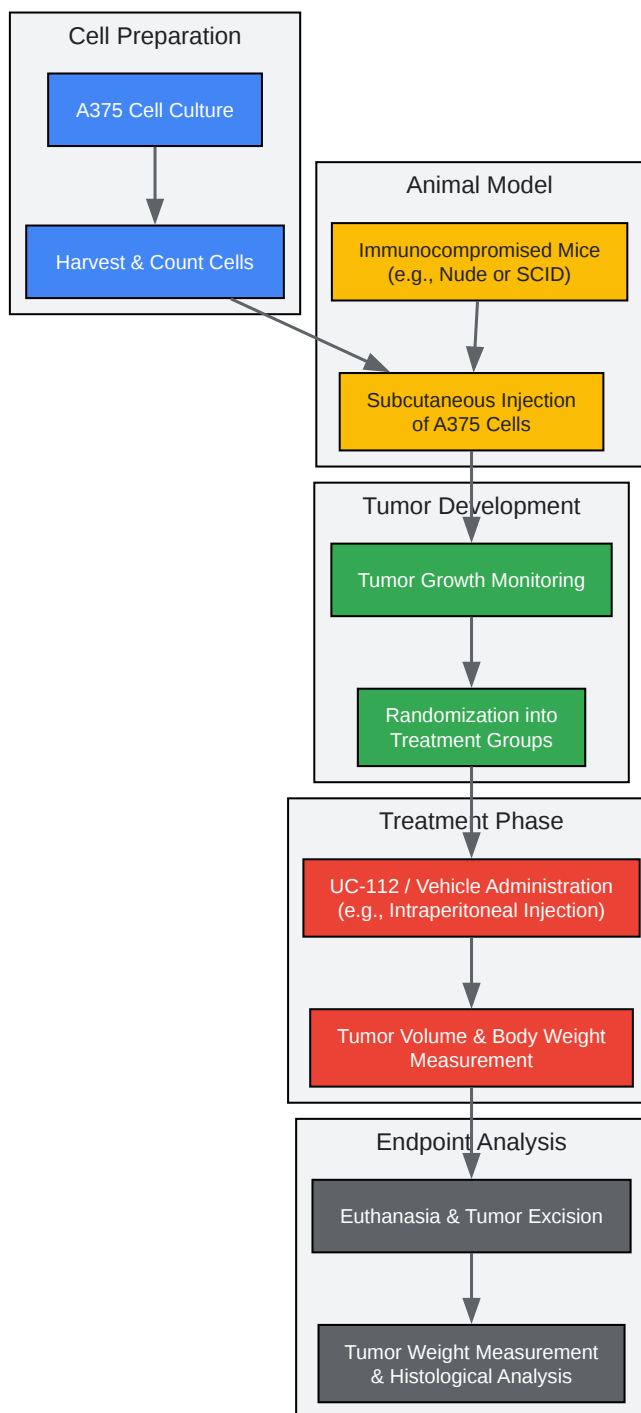 Cell Preparation
A375 Cell Culture
Harvest & Count Cells
Animal Model
Immunocompromised Mice
(e.g., Nude or SCID)
Subcutaneous Injection
of A375 Cells
Tumor Development
Tumor Growth Monitoring
Randomization into
Treatment Groups
Treatment Phase
UC-112 / Vehicle Administration
(e.g., Intraperitoneal Injection)
Tumor Volume & Body Weight
Measurement
Endpoint Analysis
Euthanasia & Tumor Excision
Tumor Weight Measurement
& Histological Analysis